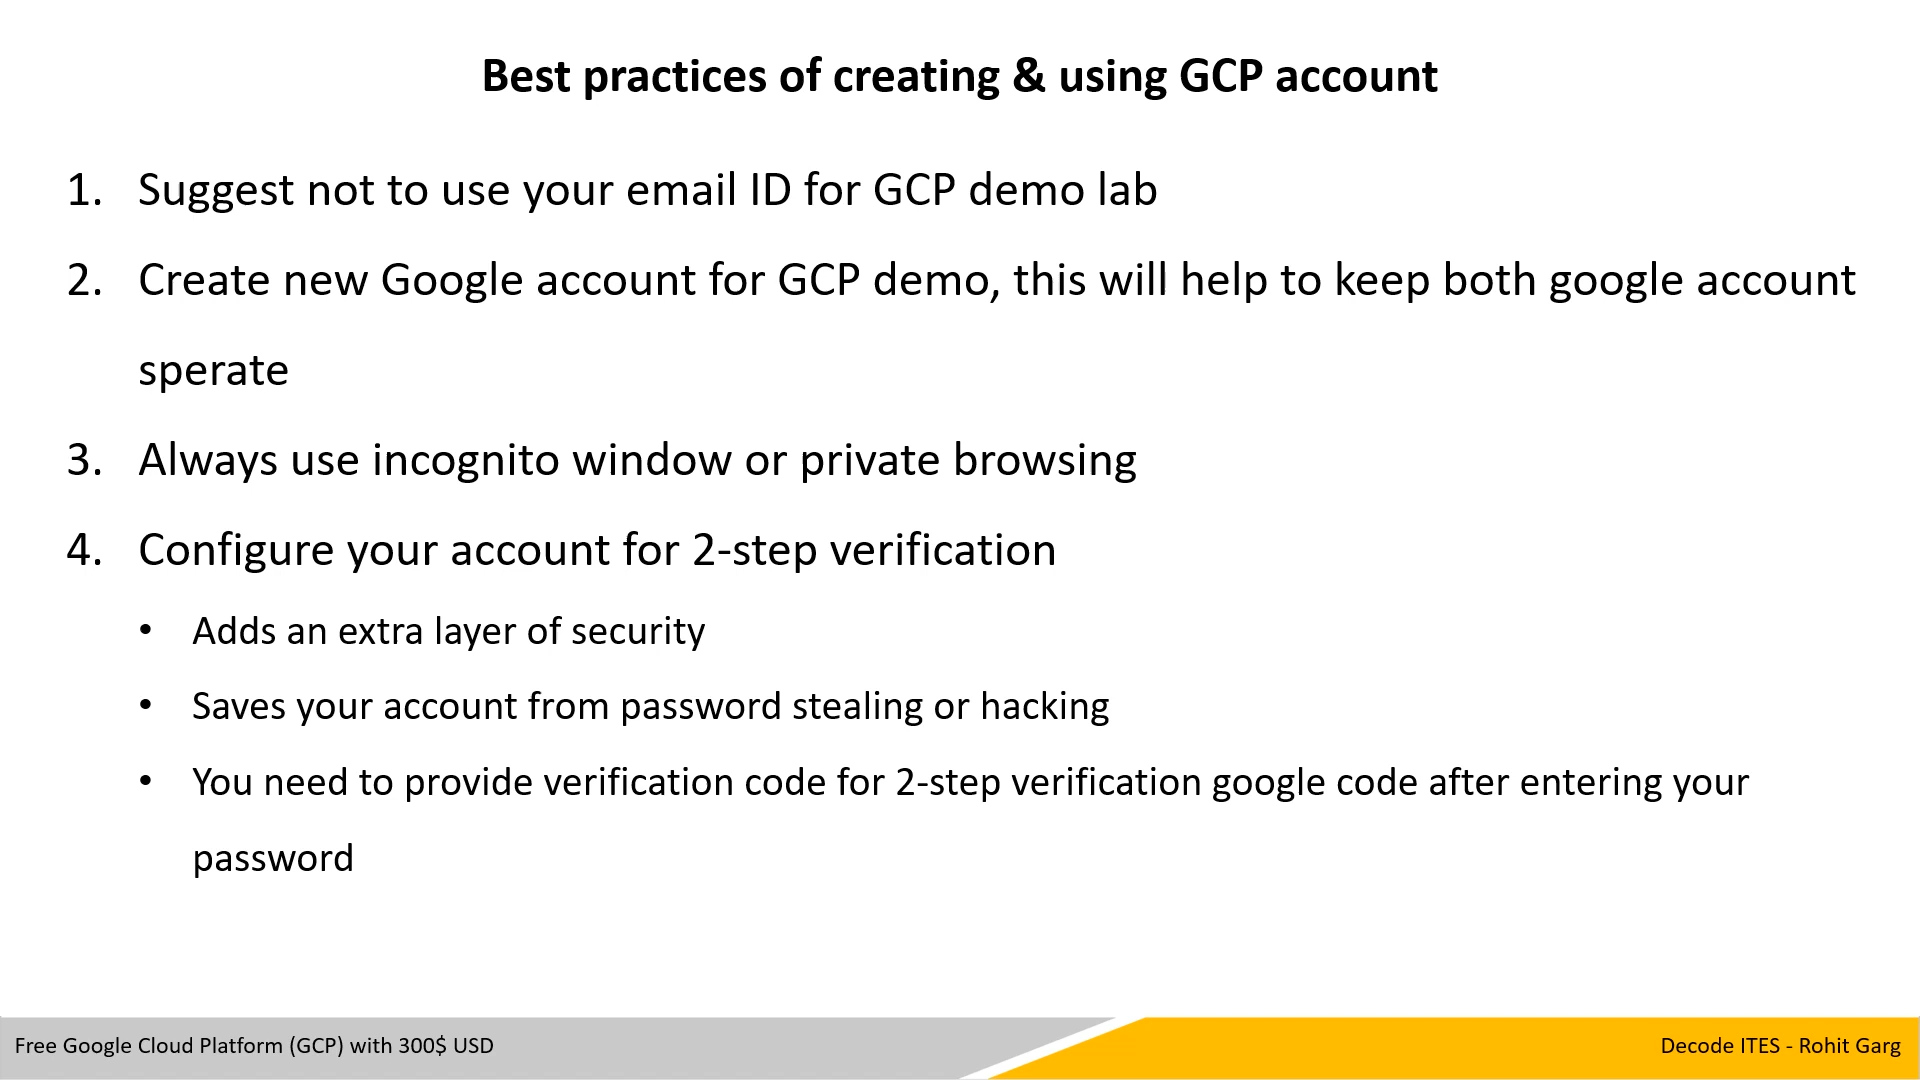 Best practices of creating & using GCP account
1. Suggest not to use your email ID for GCP demo lab
2. Create new Google account for GCP demo, this will help to keep both google account
sperate
3. Always use incognito window or private browsing
4. Configure your account for 2-step verification
• Adds an extra layer of security
• Saves your account from password stealing or hacking
• You need to provide verification code for 2-step verification google code after entering your
password
Free Google Cloud Platform (GCP) with 300$ USD
Decode ITES - Rohit Garg